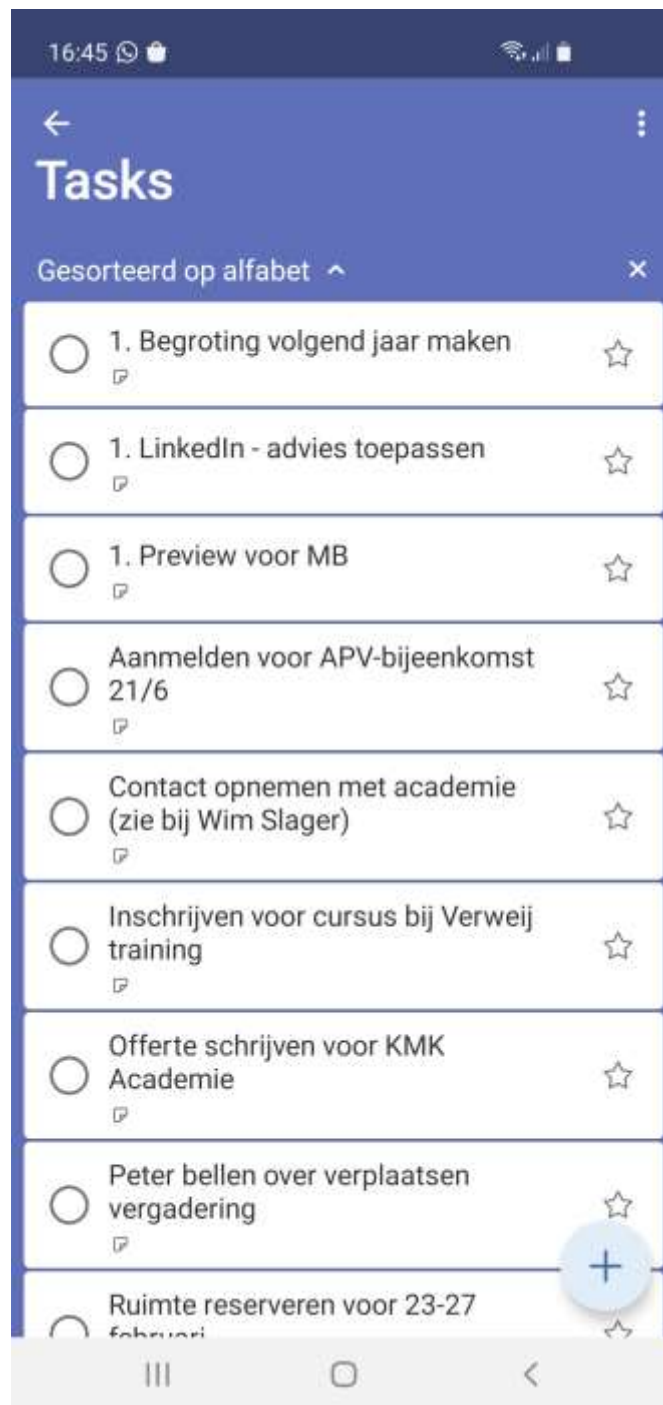 16:45
Tasks
Gesorteerd op alfabet
1. Begroting volgend jaar maken
1. LinkedIn - advies toepassen
1. Preview voor MB
Aanmelden voor APV-bijeenkomst
21/6
Contact opnemen met academie
(zie bij Wim Slager)
Inschrijven voor cursus bij Verweij
training
Offerte schrijven voor KMK
Academie
Peter bellen over verplaatsen
vergadering
Ruimte reserveren voor 23-27
februari